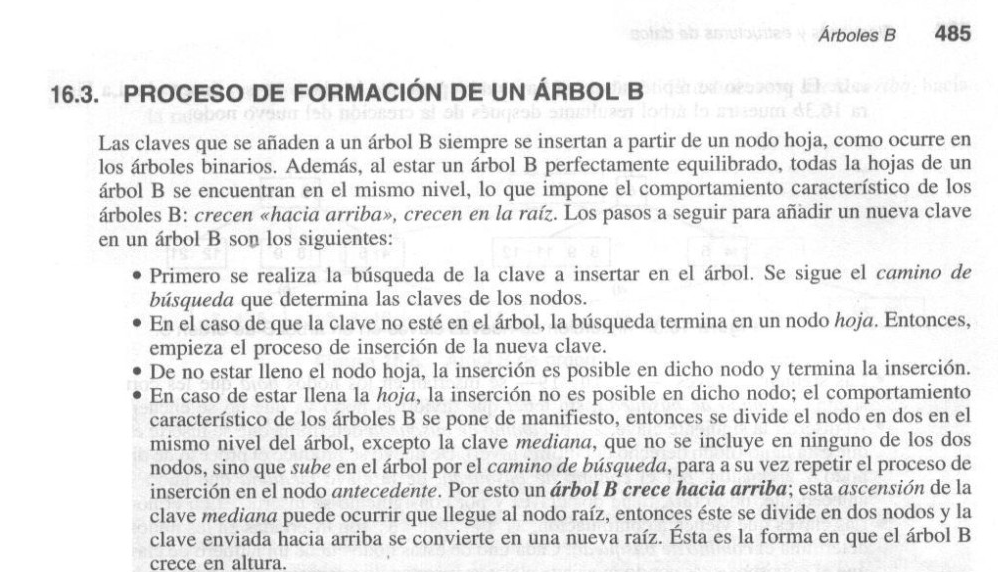 Árboles B 485
16.3. PROCESO DE FORMACIÓN DE UN ÁRBOL B
Las claves que se añaden a un árbol B siempre se insertan a partir de un nodo hoja, como ocurre en
los árboles binarios. Además, al estar un árbol B perfectamente equilibrado, todas la hojas de un
árbol B se encuentran en el mismo nivel, lo que impone el comportamiento característico de los
árboles B: crecen «hacia arriba», crecen en la raíz. Los pasos a seguir para añadir un nueva clave
en un árbol B son los siguientes:
• Primero se realiza la búsqueda de la clave a insertar en el árbol. Se sigue el camino de
búsqueda que determina las claves de los nodos.
• En el caso de que la clave no esté en el árbol, la búsqueda termina en un nodo hoja. Entonces,
empieza el proceso de inserción de la nueva clave.
• De no estar lleno el nodo hoja, la inserción es posible en dicho nodo y termina la inserción.
• En caso de estar llena la hoja, la inserción no es posible en dicho nodo; el comportamiento
característico de los árboles B se pone de manifiesto, entonces se divide el nodo en dos en el
mismo nivel del árbol, excepto la clave mediana, que no se incluye en ninguno de los dos
nodos, sino que sube en el árbol por el camino de búsqueda, para a su vez repetir el proceso de
inserción en el nodo antecedente. Por esto un árbol B crece hacia arriba; esta ascensión de la
clave mediana puede ocurrir que llegue al nodo raíz, entonces éste se divide en dos nodos y la
clave enviada hacia arriba se convierte en una nueva raíz. Ésta es la forma en que el árbol B
crece en altura.